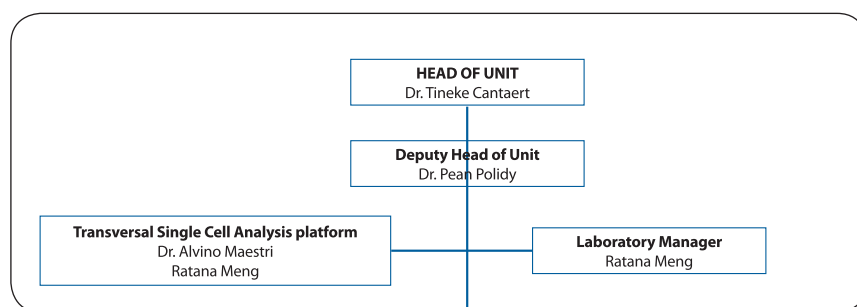 HEAD OF UNIT
Dr. Tineke Cantaert
Deputy Head of Unit
Dr. Pean Polidy
Transversal Single Cell Analysis platform
Dr. Alvino Maestri
Ratana Meng
Laboratory Manager
Ratana Meng